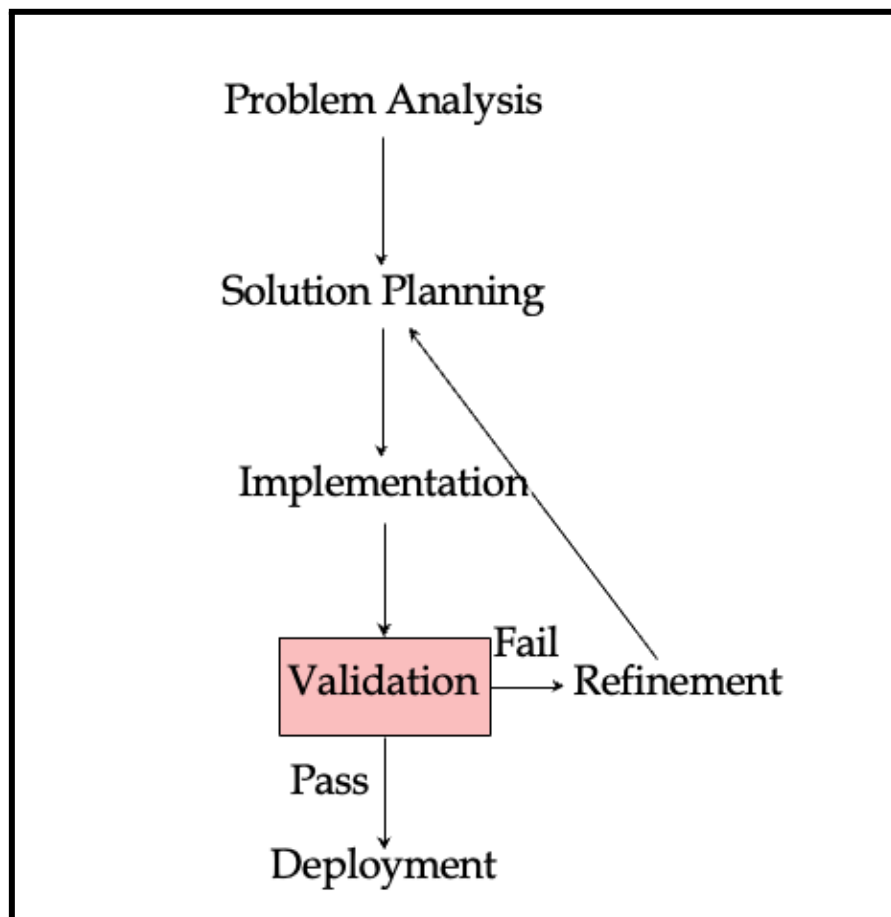 Problem Analysis
Solution Planning
Implementation
Fail
Validation
Refinement
Pass
Deployment